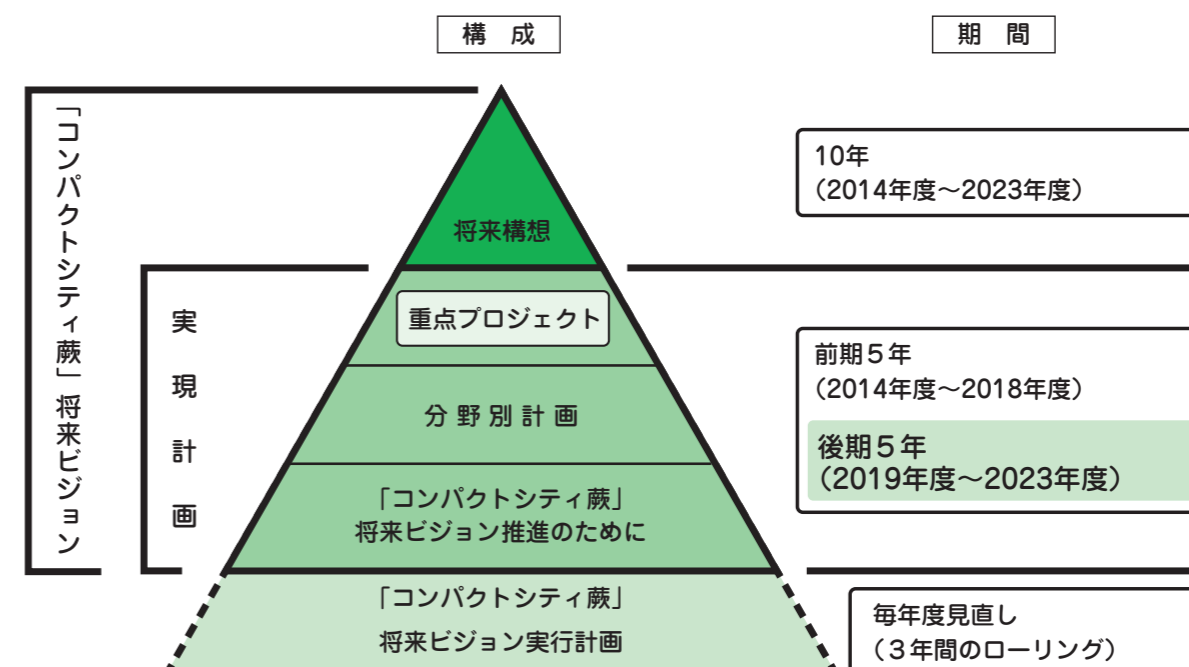 構　成
期　間
「コンパクトシティ蕨」将来ビジョン
実現計画
将来構想
重点プロジェクト
分野別計画
「コンパクトシティ蕨」
将来ビジョン推進のために
「コンパクトシティ蕨」
将来ビジョン実行計画
10年
（2014年度～2023年度）
前期５年
（2014年度～2018年度）
後期５年
（2019年度～2023年度）
毎年度見直し
（３年間のローリング）